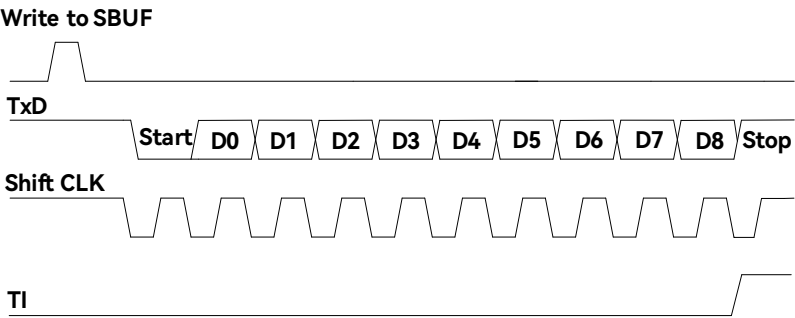 Write to SBUF
TxD
Start D0 D1 D2 D3 D4 D5 D6 D7 D8 Stop
Shift CLK
TI